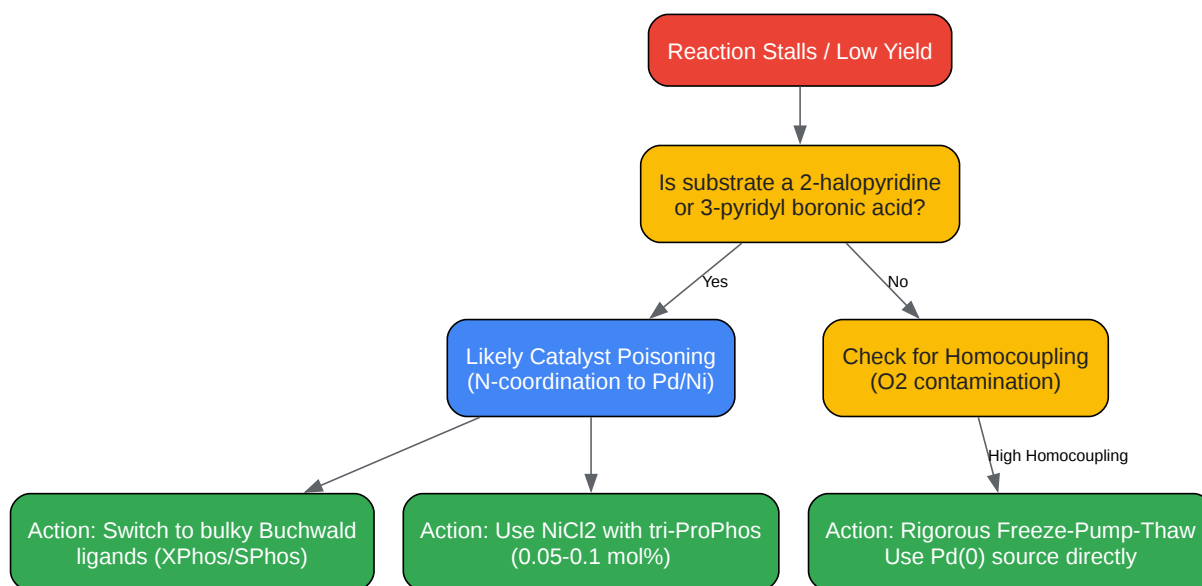 Reaction Stalls / Low Yield
Is substrate a 2-halopyridine
or 3-pyridyl boronic acid?
Yes
No
Likely Catalyst Poisoning
(N-coordination to Pd/Ni)
Check for Homocoupling
(O2 contamination)
High Homocoupling
Action: Switch to bulky Buchwald
ligands (XPhos/SPhos)
Action: Use NiCl2 with tri-ProPhos
(0.05-0.1 mol%)
Action: Rigorous Freeze-Pump-Thaw
Use Pd(0) source directly